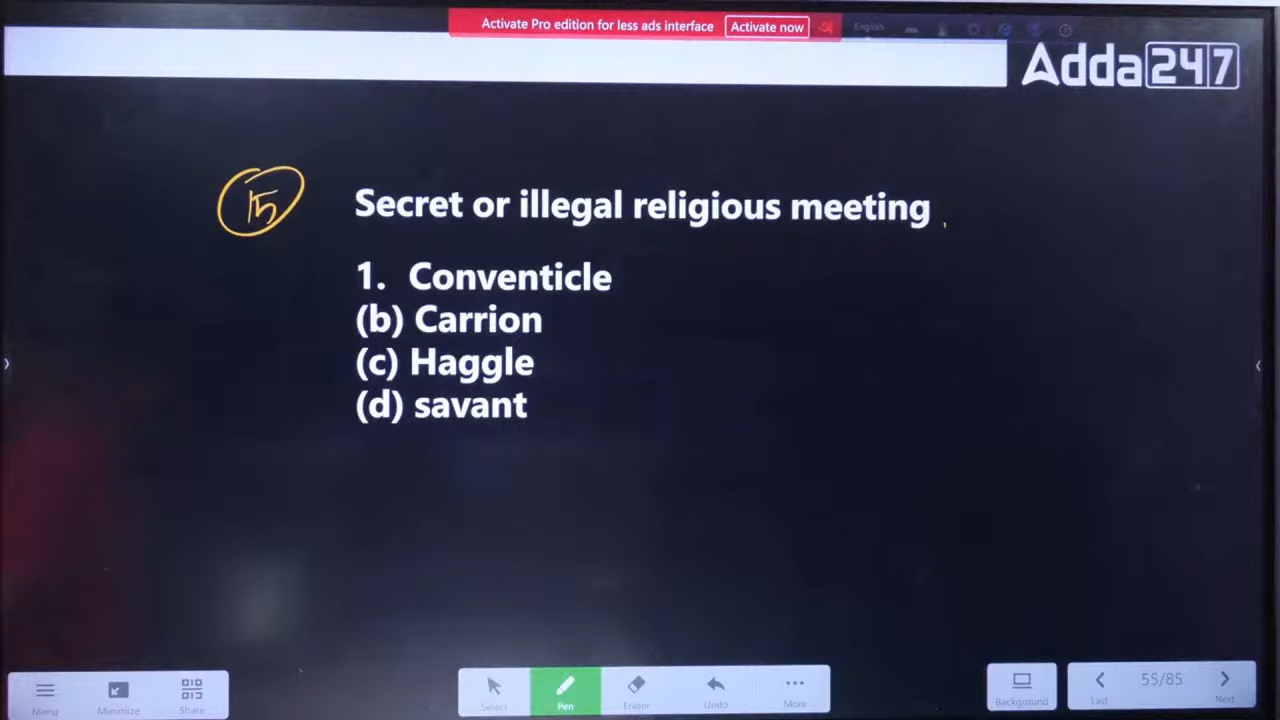 Activate Pro edition for less ads interface Activate now
English
Adda247
15 Secret or illegal religious meeting
1. Conventicle
(b) Carrion
(c) Haggle
(d) savant
Menu Minimize Share Select Pen Eraser Undo More Background Last 55/85 Next